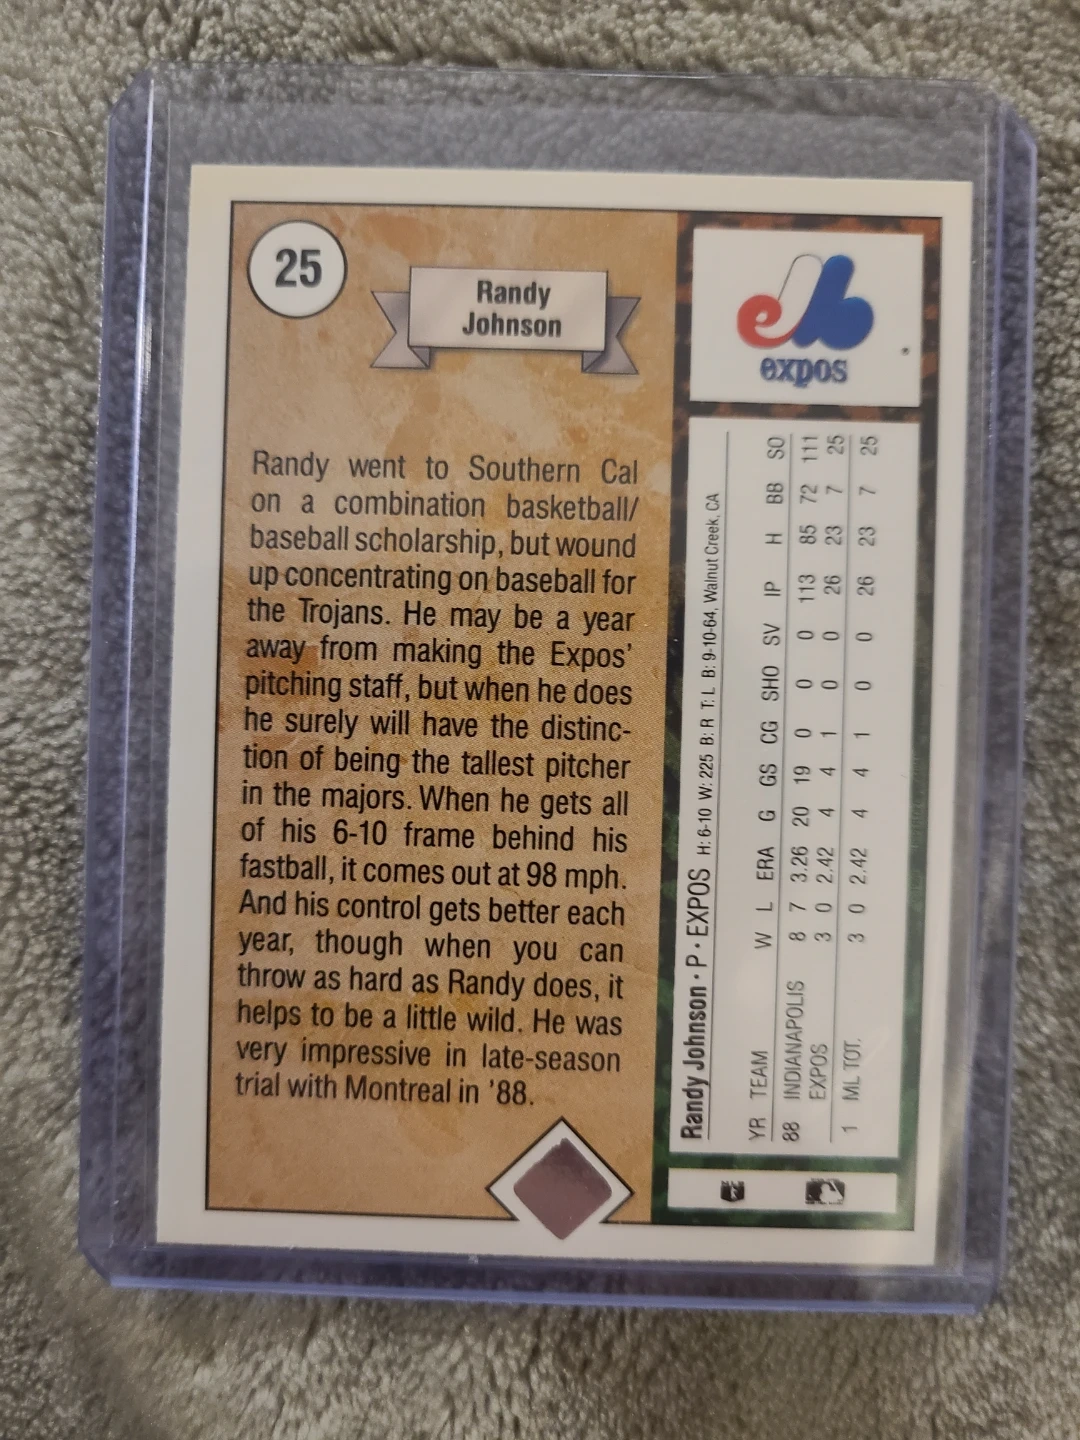 25
Randy
Johnson
Randy went to Southern Cal
on a combination basketball/
baseball scholarship, but wound
up concentrating on baseball for
the Trojans. He may be a year
away from making the Expos'
pitching staff, but when he does
he surely will have the distinc-
tion of being the tallest pitcher
in the majors. When he gets all
of his 6-10 frame behind his
fastball, it comes out at 98 mph.
And his control gets better each
year, though when you can
throw as hard as Randy does, it
helps to be a little wild. He was
very impressive in late-season
trial with Montreal in '88.
expos
Randy Johnson • P • EXPOS H: 6-10 W: 225 B: R T: L B: 9-10-64, Walnut Creek, CA
YR TEAM W L ERA G GS CG SHO SV IP H BB SO
88 INDIANAPOLIS 8 7 3.26 20 19 0 0 0 113 85 72 111
EXPOS 3 0 2.42 4 4 1 0 0 26 23 7 25
1 ML TOT. 3 0 2.42 4 4 1 0 0 26 23 7 25